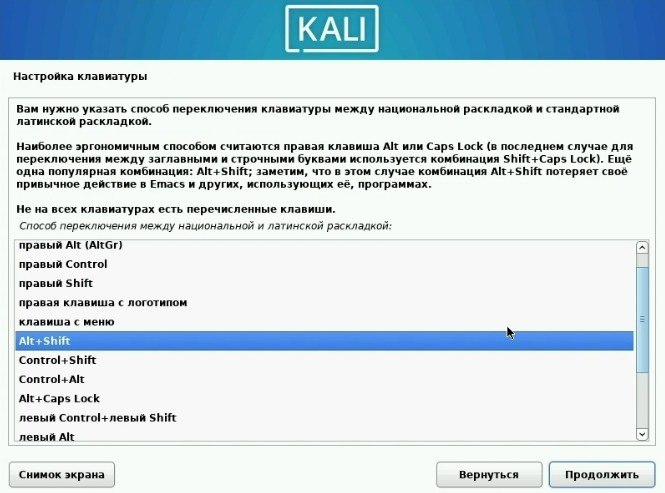 KALI
Настройка клавиатуры
Вам нужно указать способ переключения клавиатуры между национальной раскладкой и стандартной
латинской раскладкой.
Наиболее эргономичным способом считаются правая клавиша Alt или Caps Lock (в последнем случае для
переключения между заглавными и строчными буквами используется комбинация Shift+Caps Lock). Ещё
одна популярная комбинация: Alt+Shift; заметим, что в этом случае комбинация Alt+Shift потеряет своё
привычное действие в Emacs и других, использующих её, программах.
Не на всех клавиатурах есть перечисленные клавиши.
Способ переключения между национальной и латинской раскладкой:
правый Alt (AltGr)
правый Control
правый Shift
правая клавиша с логотипом
клавиша с меню
Alt+Shift
Control+Shift
Control+Alt
Alt+Caps Lock
левый Control+левый Shift
левый Alt
Снимок экрана
Вернуться
Продолжить